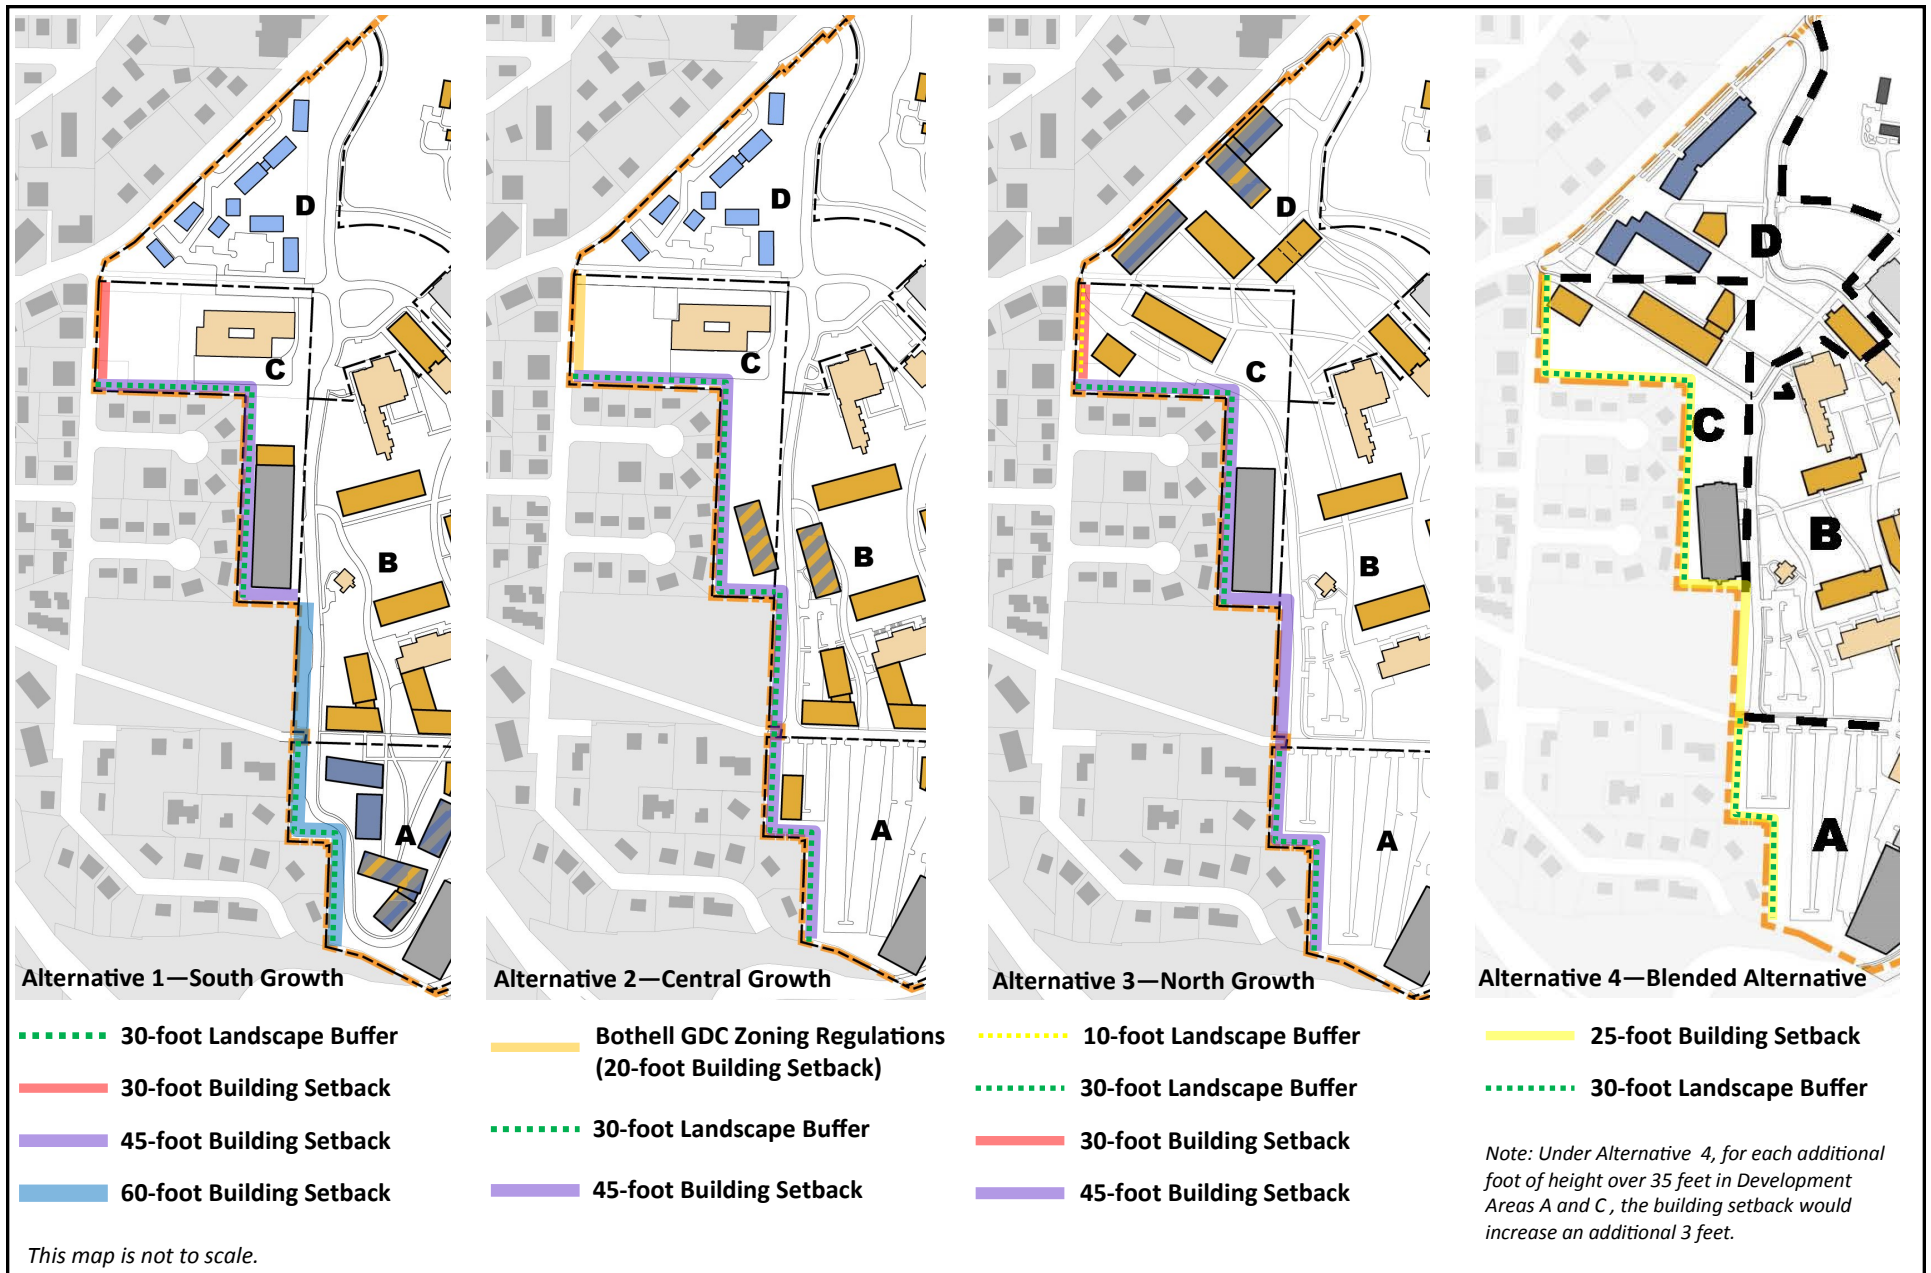 D
C
B
A
Alternative 1—South Growth
30-foot Landscape Buffer
30-foot Building Setback
45-foot Building Setback
60-foot Building Setback
This map is not to scale.
D
C
B
A
Alternative 2—Central Growth
Bothell GDC Zoning Regulations
(20-foot Building Setback)
30-foot Landscape Buffer
45-foot Building Setback
D
C
B
A
Alternative 3—North Growth
10-foot Landscape Buffer
30-foot Landscape Buffer
30-foot Building Setback
45-foot Building Setback
D
C
B
A
Alternative 4—Blended Alternative
25-foot Building Setback
30-foot Landscape Buffer
Note: Under Alternative 4, for each additional
foot of height over 35 feet in Development
Areas A and C , the building setback would
increase an additional 3 feet.